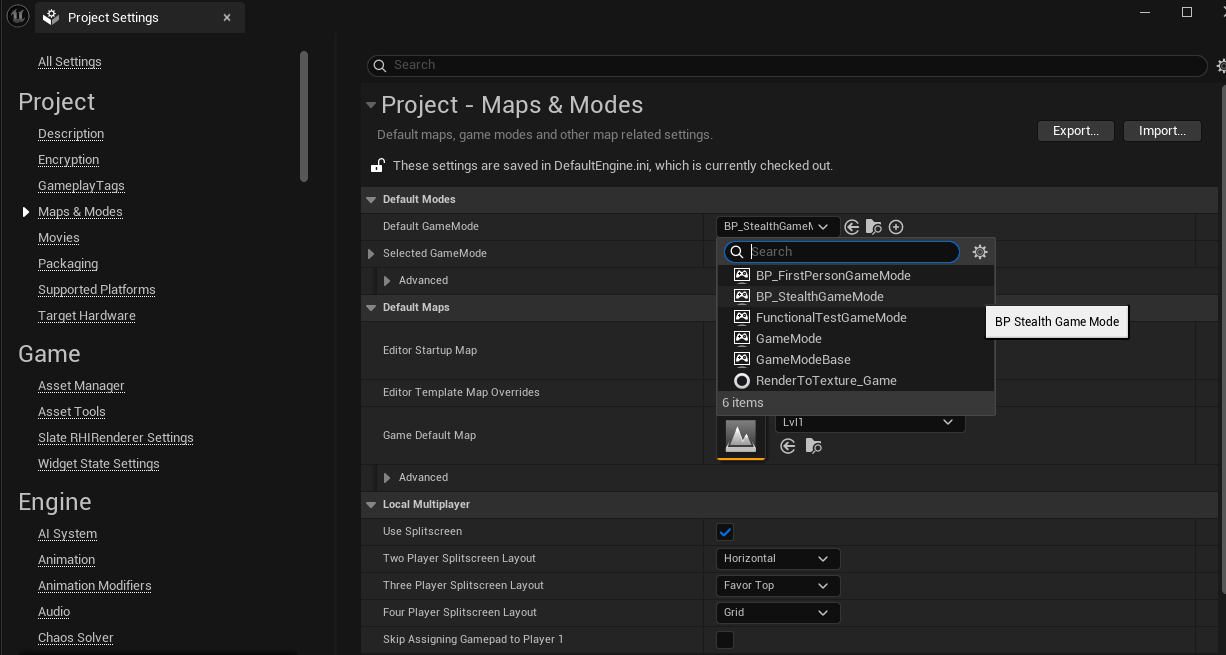 Project Settings
All Settings
Project
Description
Encryption
GameplayTags
Maps & Modes
Movies
Packaging
Supported Platforms
Target Hardware
Game
Asset Manager
Asset Tools
Slate RHIRenderer Settings
Widget State Settings
Engine
AI System
Animation
Animation Modifiers
Audio
Chaos Solver
Search
Project - Maps & Modes
Default maps, game modes and other map related settings.
Export...
Import...
These settings are saved in DefaultEngine.ini, which is currently checked out.
Default Modes
Default GameMode
BP_StealthGameM
Selected GameMode
Search
Advanced
BP_FirstPersonGameMode
BP_StealthGameMode
Default Maps
FunctionalTestGameMode
BP Stealth Game Mode
GameMode
Editor Startup Map
GameModeBase
RenderToTexture_Game
Editor Template Map Overrides
6 items
Lvl1
Game Default Map
Advanced
Local Multiplayer
Use Splitscreen
Two Player Splitscreen Layout
Horizontal
Three Player Splitscreen Layout
Favor Top
Four Player Splitscreen Layout
Grid
Skip Assigning Gamepad to Player 1